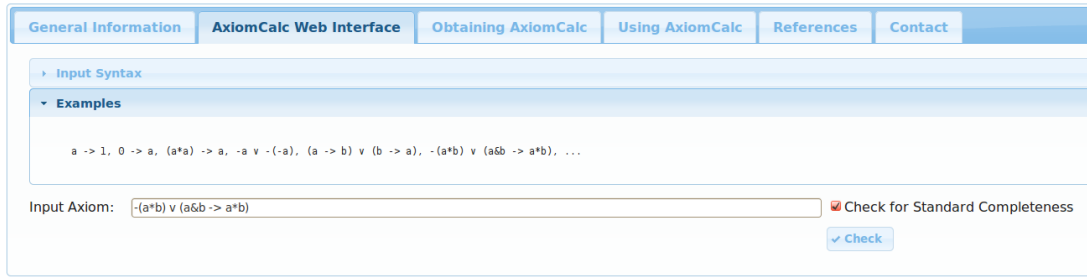 General Information AxiomCalc Web Interface Obtaining AxiomCalc Using AxiomCalc References Contact
Input Syntax
Examples
a -> 1, 0 -> a, (a*a) -> a, -a v -(-a), (a -> b) v (b -> a), -(a*b) v (a&b -> a*b), ...
Input Axiom: -(a*b) v (a&b -> a*b) Check for Standard Completeness
Check